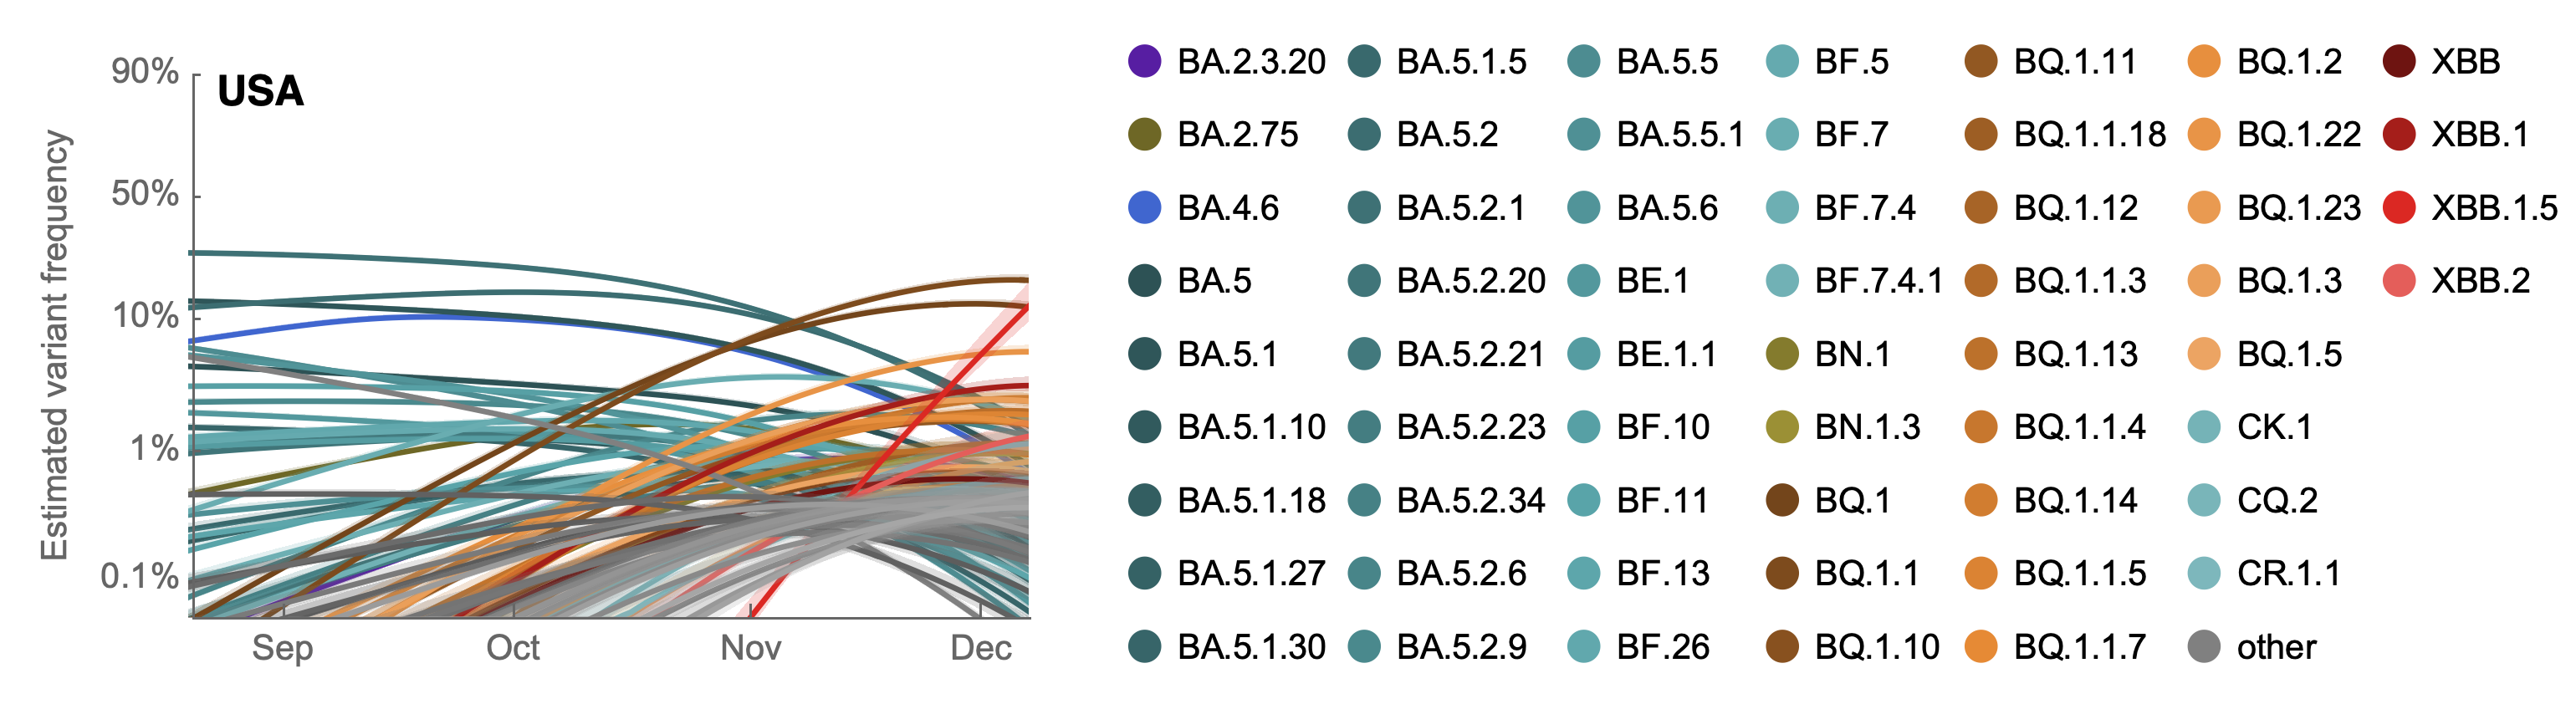 USA
Estimated variant frequency
90%
50%
10%
1%
0.1%
Sep Oct Nov Dec
BA.2.3.20 BA.5.1.5 BA.5.5 BF.5 BQ.1.11 BQ.1.2 XBB
BA.2.75 BA.5.2 BA.5.5.1 BF.7 BQ.1.1.18 BQ.1.22 XBB.1
BA.4.6 BA.5.2.1 BA.5.6 BF.7.4 BQ.1.12 BQ.1.23 XBB.1.5
BA.5 BA.5.2.20 BE.1 BF.7.4.1 BQ.1.1.3 BQ.1.3 XBB.2
BA.5.1 BA.5.2.21 BE.1.1 BN.1 BQ.1.13 BQ.1.5
BA.5.1.10 BA.5.2.23 BF.10 BN.1.3 BQ.1.1.4 CK.1
BA.5.1.18 BA.5.2.34 BF.11 BQ.1 BQ.1.14 CQ.2
BA.5.1.27 BA.5.2.6 BF.13 BQ.1.1 BQ.1.1.5 CR.1.1
BA.5.1.30 BA.5.2.9 BF.26 BQ.1.10 BQ.1.1.7 other